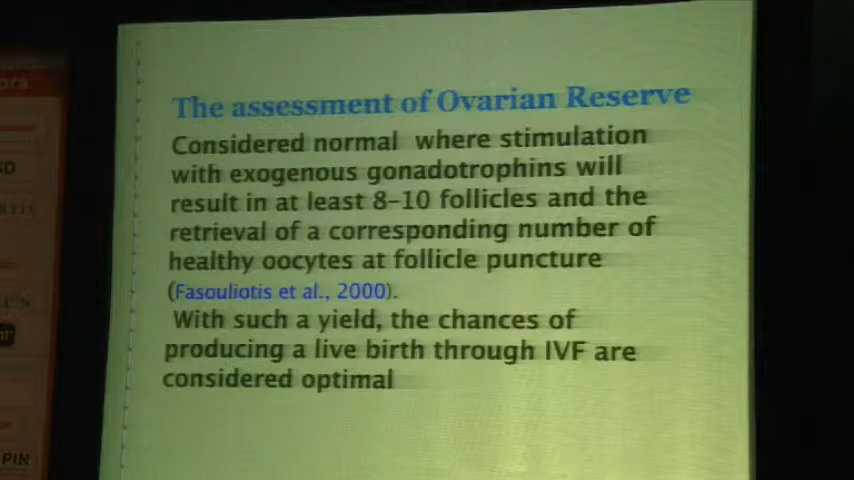 The assessment of Ovarian Reserve
Considered normal where stimulation
with exogenous gonadotrophins will
result in at least 8-10 follicles and the
retrieval of a corresponding number of
healthy oocytes at follicle puncture
(Fasouliotis et al., 2000).
With such a yield, the chances of
producing a live birth through IVF are
considered optimal
PIN